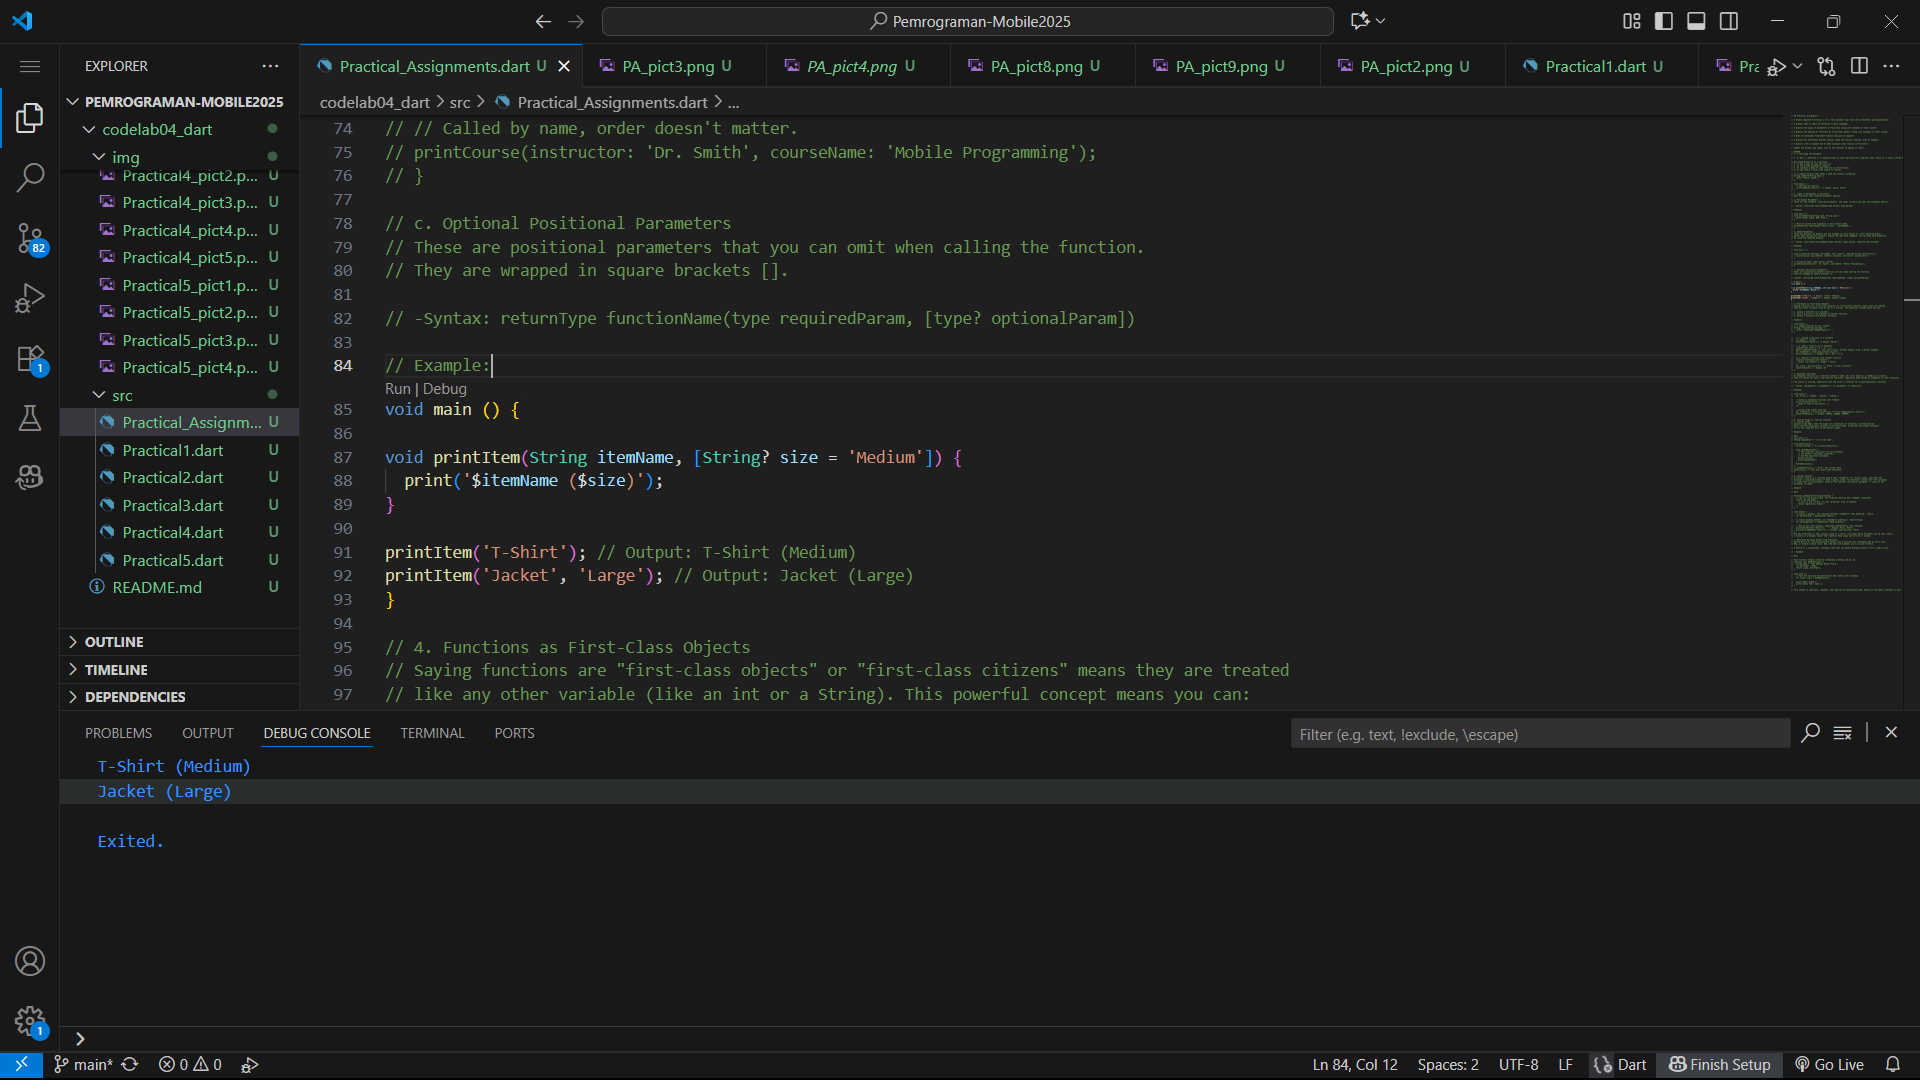 Pemrograman-Mobile2025
EXPLORER
PEMROGRAMAN-MOBILE2025
codelab04_dart
img
Practical4_pict2.p... U
Practical4_pict3.p... U
Practical4_pict4.p... U
Practical4_pict5.p... U
Practical5_pict1.p... U
Practical5_pict2.p... U
Practical5_pict3.p... U
Practical5_pict4.p... U
src
Practical_Assignm... U
Practical1.dart U
Practical2.dart U
Practical3.dart U
Practical4.dart U
Practical5.dart U
README.md U
OUTLINE
TIMELINE
DEPENDENCIES
82
1
1
Practical_Assignments.dart U
PA_pict3.png U
PA_pict4.png U
PA_pict8.png U
PA_pict9.png U
PA_pict2.png U
Practical1.dart U
Pra
codelab04_dart > src > Practical_Assignments.dart > ...
74 // // Called by name, order doesn't matter.
75 // printCourse(instructor: 'Dr. Smith', courseName: 'Mobile Programming');
76 // }
77
78 // c. Optional Positional Parameters
79 // These are positional parameters that you can omit when calling the function.
80 // They are wrapped in square brackets [].
81
82 // -Syntax: returnType functionName(type requiredParam, [type? optionalParam])
83
84 // Example:
Run | Debug
85 void main () {
86
87 void printItem(String itemName, [String? size = 'Medium']) {
88 print('$itemName ($size)');
89 }
90
91 printItem('T-Shirt'); // Output: T-Shirt (Medium)
92 printItem('Jacket', 'Large'); // Output: Jacket (Large)
93 }
94
95 // 4. Functions as First-Class Objects
96 // Saying functions are "first-class objects" or "first-class citizens" means they are treated
97 // like any other variable (like an int or a String). This powerful concept means you can:
PROBLEMS OUTPUT DEBUG CONSOLE TERMINAL PORTS
Filter (e.g. text, !exclude, \escape)
T-Shirt (Medium)
Jacket (Large)
Exited.
main* 0 0
Ln 84, Col 12 Spaces: 2 UTF-8 LF Dart Finish Setup Go Live